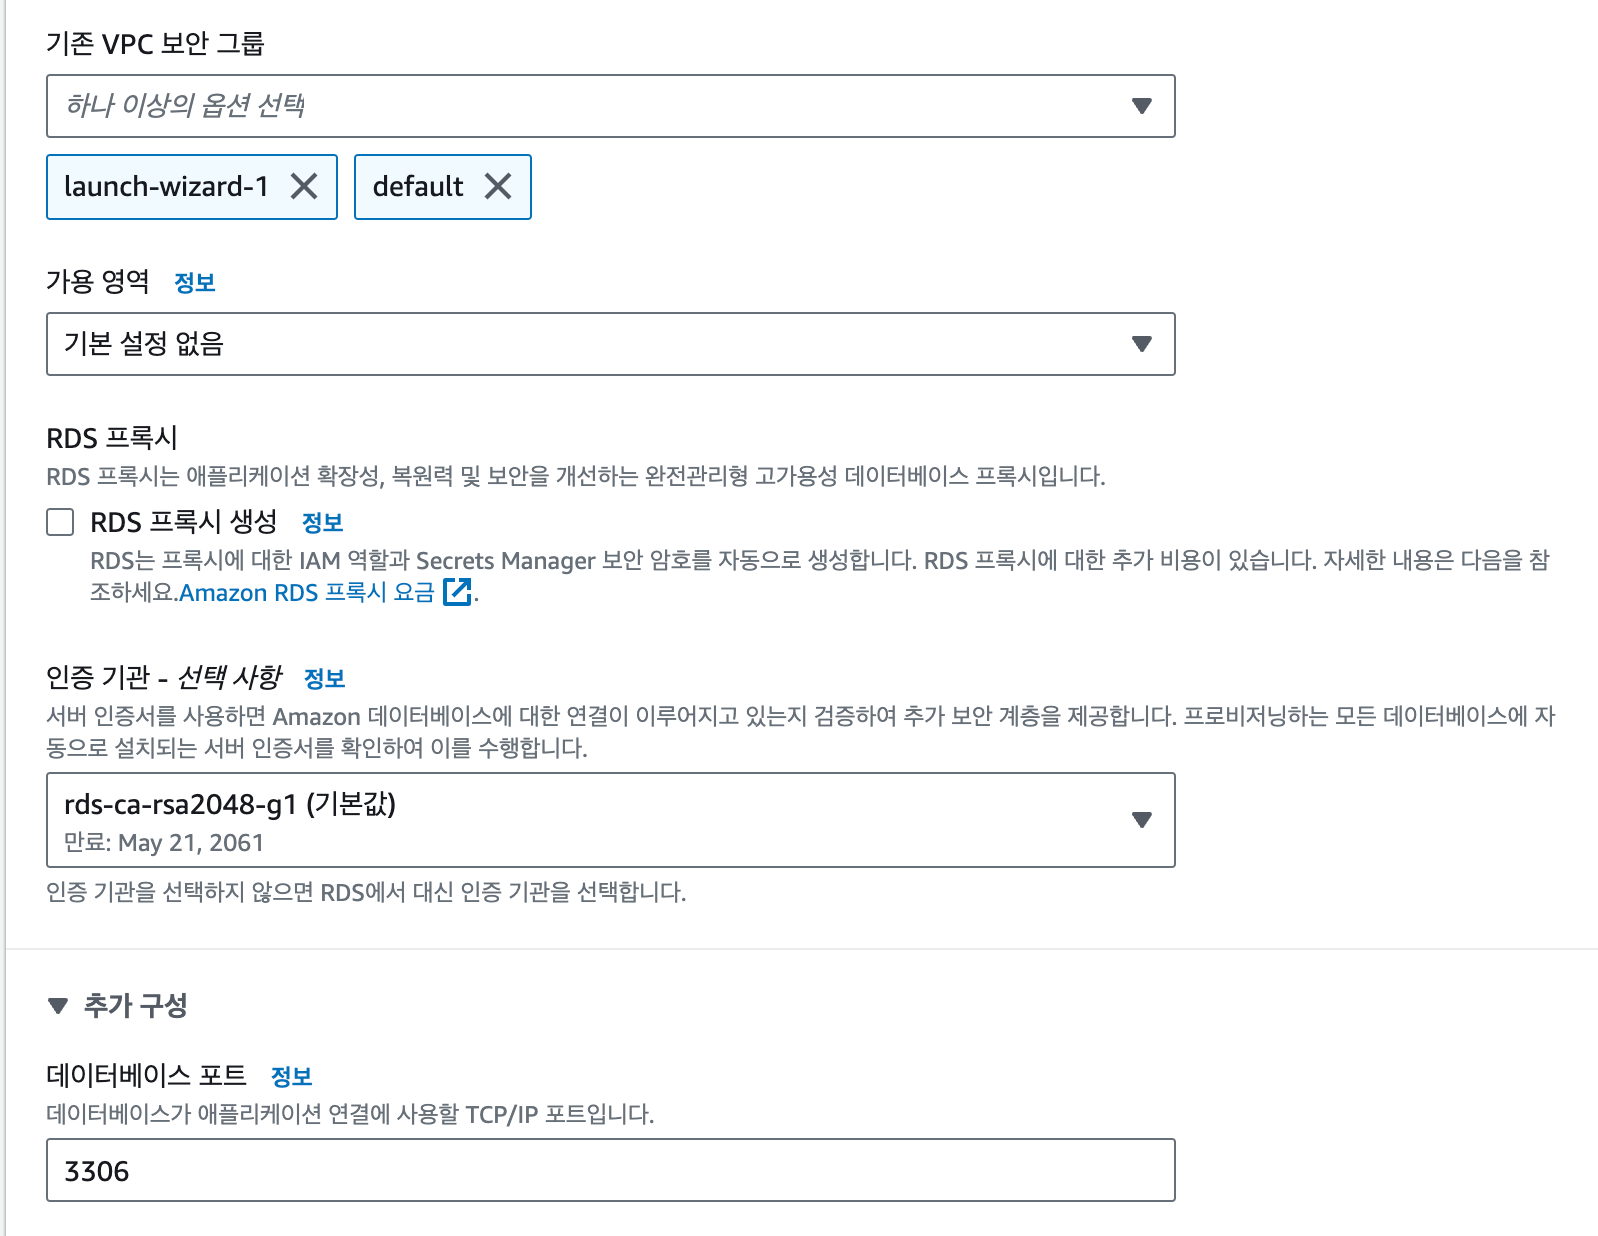 기존 VPC 보안 그룹
하나 이상의 옵션 선택
launch-wizard-1
default
가용 영역 정보
기본 설정 없음
RDS 프록시
RDS 프록시는 애플리케이션 확장성, 복원력 및 보안을 개선하는 완전관리형 고가용성 데이터베이스 프록시입니다.
RDS 프록시 생성 정보
RDS는 프록시에 대한 IAM 역할과 Secrets Manager 보안 암호를 자동으로 생성합니다. RDS 프록시에 대한 추가 비용이 있습니다. 자세한 내용은 다음을 참
조하세요.Amazon RDS 프록시 요금.
인증 기관 - 선택 사항 정보
서버 인증서를 사용하면 Amazon 데이터베이스에 대한 연결이 이루어지고 있는지 검증하여 추가 보안 계층을 제공합니다. 프로비저닝하는 모든 데이터베이스에 자
동으로 설치되는 서버 인증서를 확인하여 이를 수행합니다.
rds-ca-rsa2048-g1 (기본값)
만료: May 21, 2061
인증 기관을 선택하지 않으면 RDS에서 대신 인증 기관을 선택합니다.
추가 구성
데이터베이스 포트 정보
데이터베이스가 애플리케이션 연결에 사용할 TCP/IP 포트입니다.
3306